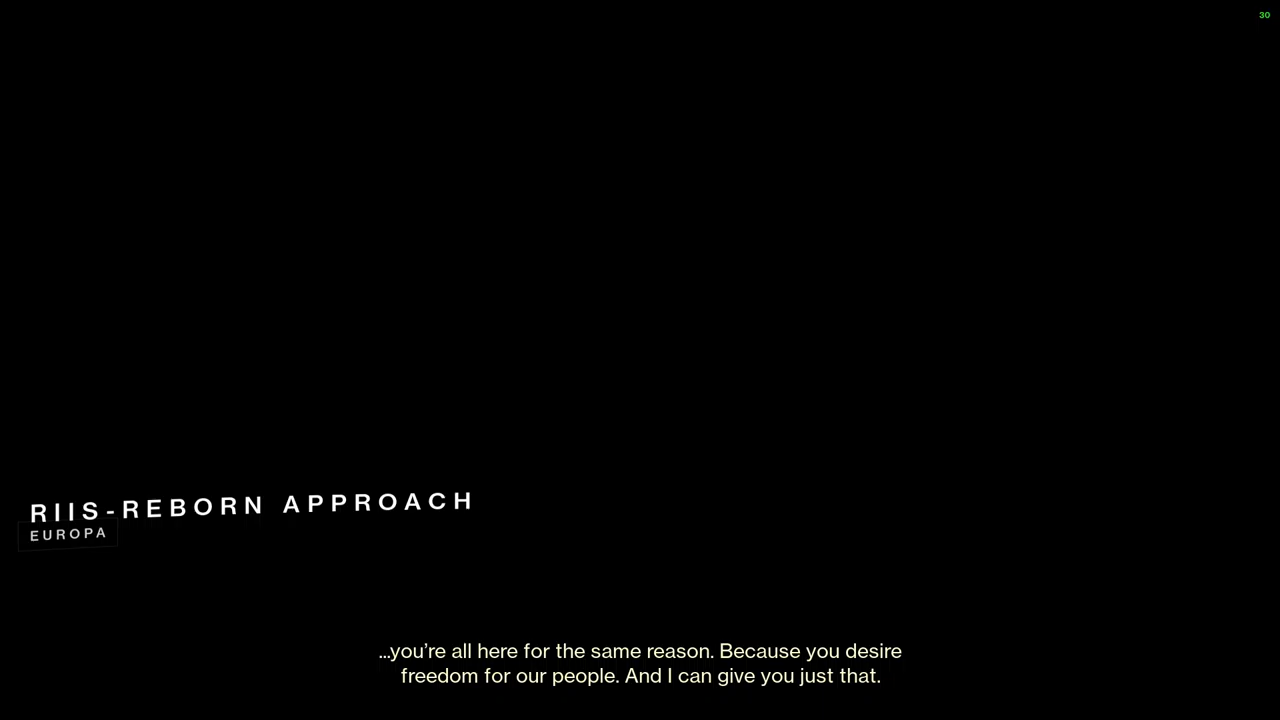 30
RIIS-REBORN APPROACH
EUROPA
...you’re all here for the same reason. Because you desire
freedom for our people. And I can give you just that.